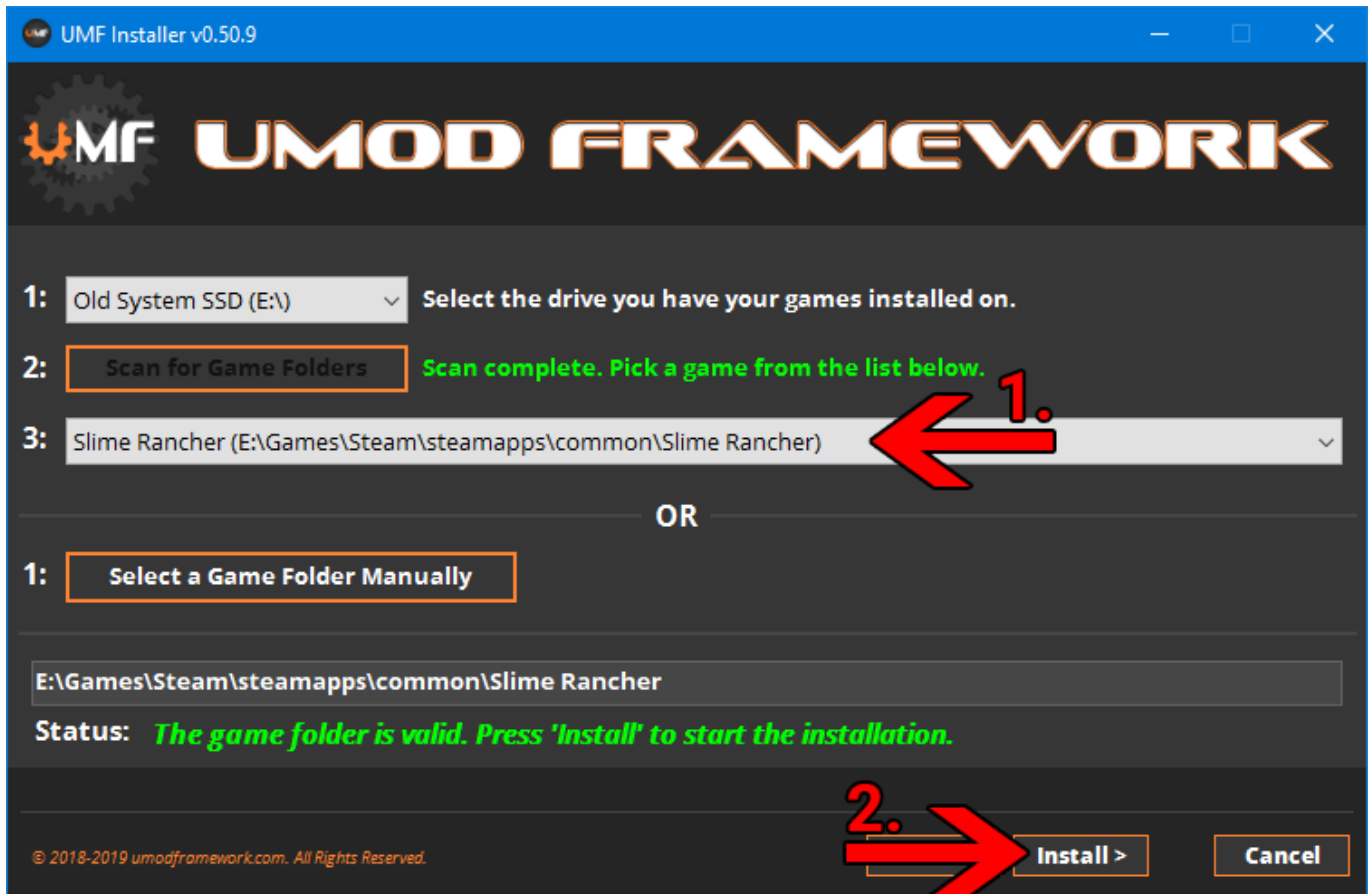 UMF Installer v0.50.9
UMF UMOD FRAMEWORK
1: Old System SSD (E:\) Select the drive you have your games installed on.
2: Scan for Game Folders Scan complete. Pick a game from the list below.
1.
3: Slime Rancher (E:\Games\Steam\steamapps\common\Slime Rancher)
OR
1: Select a Game Folder Manually
E:\Games\Steam\steamapps\common\Slime Rancher
Status: The game folder is valid. Press 'Install' to start the installation.
2.
© 2018-2019 umodframework.com. All Rights Reserved. Install > Cancel